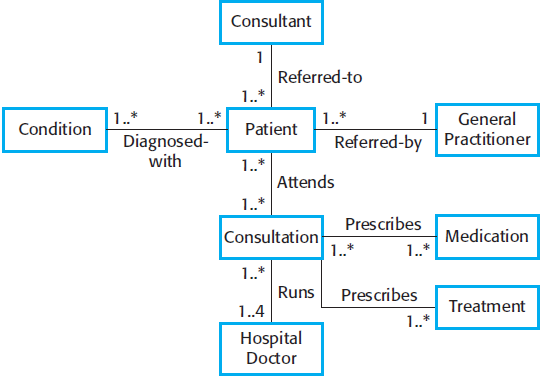 Consultant
1
Referred-to
1..*
Condition
1..*
Diagnosed-
with
1..*
Patient
1..*
Referred-by
1
General
Practitioner
1..*
Attends
1..*
Consultation
Prescribes
1..*
1..*
Medication
1..*
Runs
1..4
Prescribes
1..*
Treatment
Hospital
Doctor